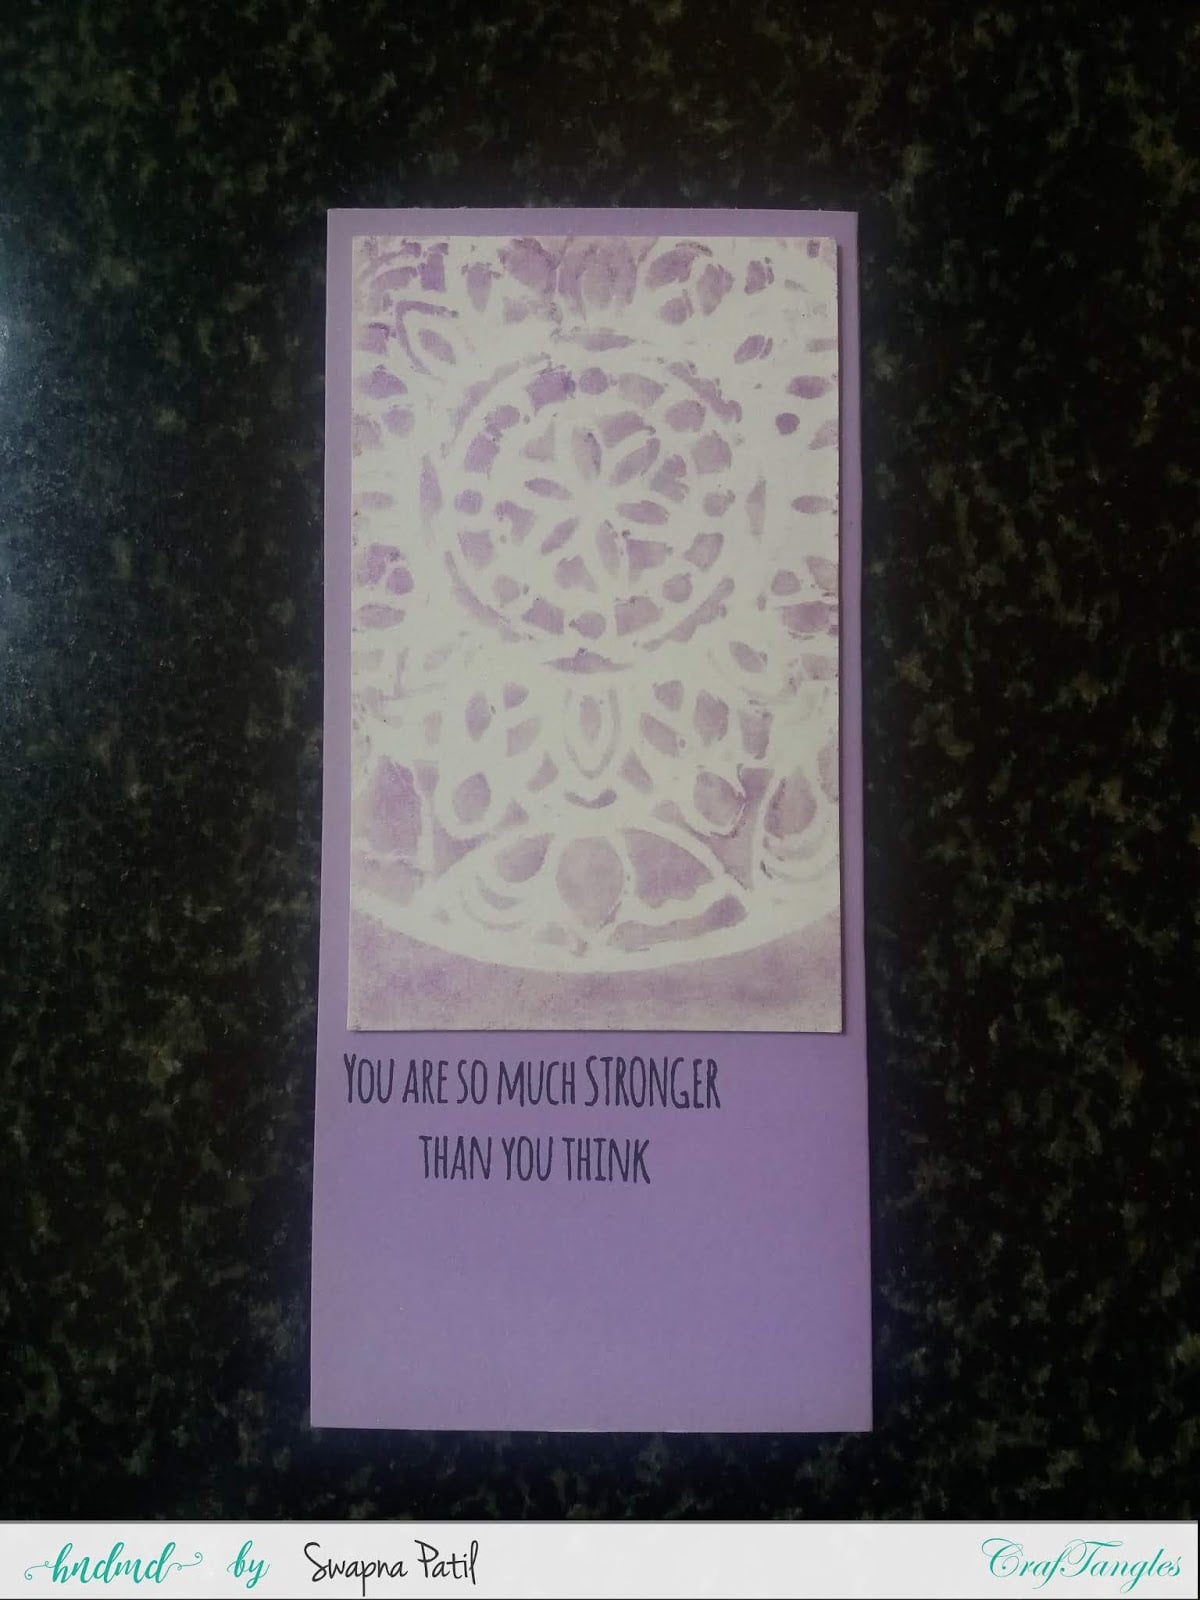 You are so much STRONGER
than you think
hndmd by Swapna Patil CrafTangles